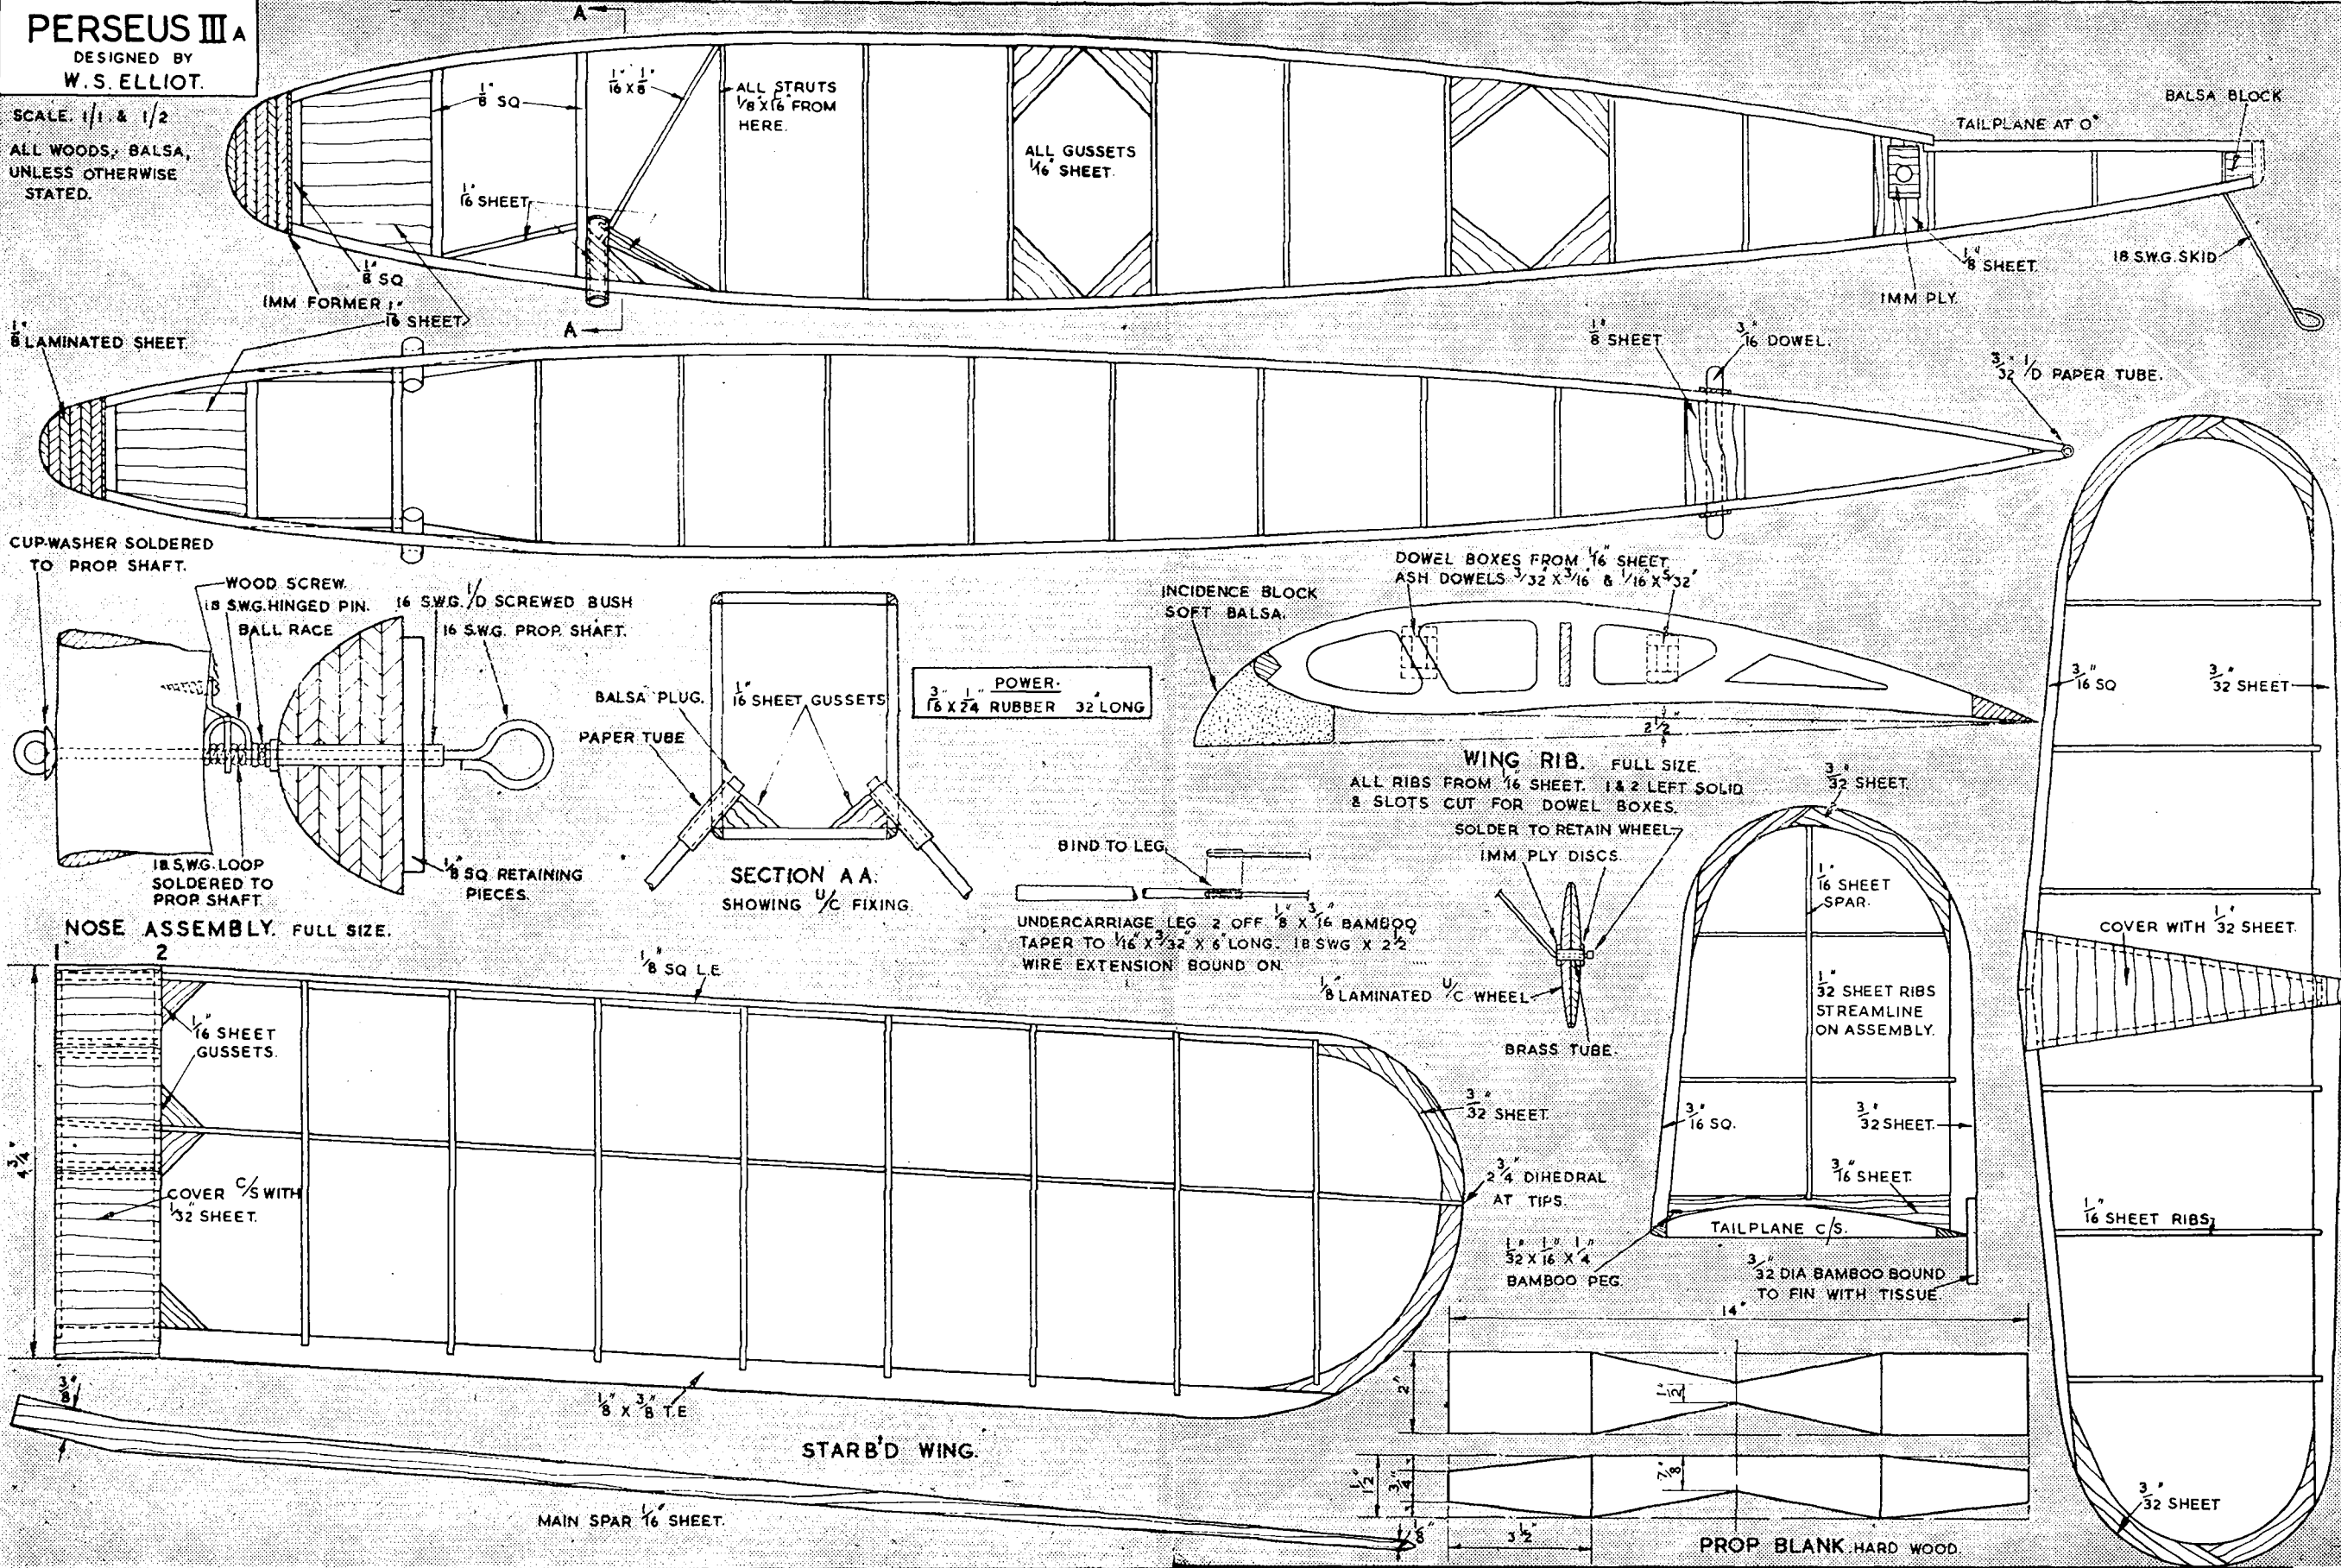 PERSEUS III A
DESIGNED BY
W. S. ELLIOT.
SCALE. 1/1. & 1/2
ALL WOODS, BALSA,
UNLESS OTHERWISE
STATED.
A
1/8" SQ
1/16" X 1/8"
ALL STRUTS
1/8" X 1/16" FROM
HERE.
ALL GUSSETS
1/16" SHEET.
1/16" SHEET
TAILPLANE AT 0°
BALSA BLOCK
1/8" SQ
1MM FORMER
1/16" SHEET
A
1/8" SHEET.
1MM PLY.
18 S.W.G. SKID
1/8" LAMINATED SHEET.
1/8" SHEET
3/16" DOWEL.
3/32" I/D PAPER TUBE.
CUP-WASHER SOLDERED
TO PROP. SHAFT.
WOOD SCREW.
18 S.W.G. HINGED PIN.
BALL RACE
16 S.W.G. I/D SCREWED BUSH
16 S.W.G. PROP. SHAFT.
18 S.W.G. LOOP
SOLDERED TO
PROP. SHAFT.
1/8" SQ RETAINING
PIECES.
NOSE ASSEMBLY. FULL SIZE.
BALSA PLUG.
PAPER TUBE
1/16" SHEET GUSSETS
SECTION A A.
SHOWING U/C FIXING.
POWER.
3/16" X 1/24" RUBBER 32" LONG
INCIDENCE BLOCK
SOFT BALSA.
DOWEL BOXES FROM 1/16" SHEET
ASH DOWELS 3/32" X 3/16" & 1/16" X 5/32"
2 1/2°
WING RIB. FULL SIZE.
ALL RIBS FROM 1/16" SHEET. 1 & 2 LEFT SOLID
& SLOTS CUT FOR DOWEL BOXES.
BIND TO LEG.
UNDERCARRIAGE LEG 2 OFF 1/8" X 3/16" BAMBOO
TAPER TO 1/16" X 3/32" X 6" LONG. 18 SWG X 2 1/2"
WIRE EXTENSION BOUND ON.
SOLDER TO RETAIN WHEEL
1MM PLY DISCS.
1/8" LAMINATED U/C WHEEL
BRASS TUBE.
3/32" SHEET.
1/16" SHEET
SPAR.
1/32" SHEET RIBS
STREAMLINE
ON ASSEMBLY.
3/16" SQ.
3/32" SHEET.
3/16" SHEET
TAILPLANE C/S.
1/32" X 1/16" X 1/4"
BAMBOO PEG.
3/32" DIA BAMBOO BOUND
TO FIN WITH TISSUE.
3/16" SQ
3/32" SHEET
COVER WITH 1/32" SHEET.
1/16" SHEET RIBS
3/32" SHEET
1
2
1/8" SQ L.E.
1/16" SHEET
GUSSETS.
4 3/4"
COVER C/S WITH
1/32" SHEET.
3/32" SHEET
2 3/4" DIHEDRAL
AT TIPS.
1/8" X 3/8" T.E
STARB'D WING.
3/8"
MAIN SPAR 1/16" SHEET.
1/8"
14"
2"
1/2"
1 1/2"
3/4"
7/8"
3 1/2"
PROP BLANK. HARD WOOD.